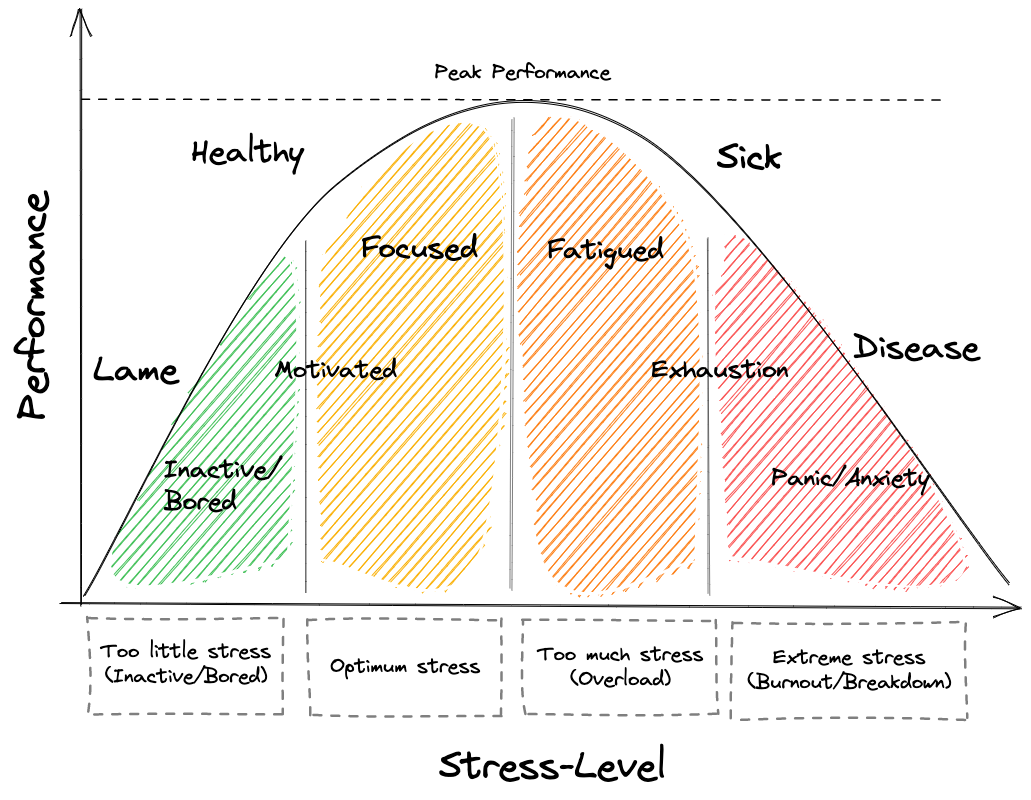 Peak Performance
Healthy
Sick
Performance
Focused
Fatigued
Lame
Motivated
Exhaustion
Disease
Inactive/
Bored
Panic/Anxiety
Too little stress
(Inactive/Bored)
Optimum stress
Too much stress
(Overload)
Extreme stress
(Burnout/Breakdown)
Stress-Level